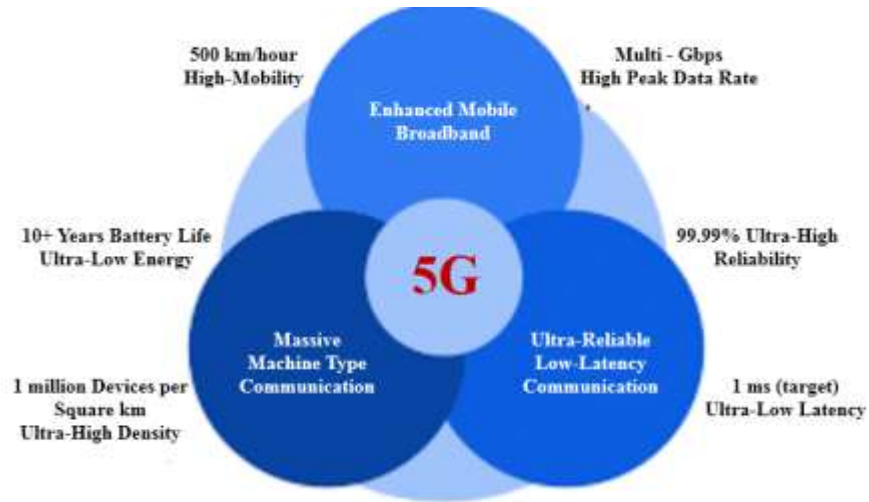 500 km/hour
High-Mobility
Multi - Gbps
High Peak Data Rate
Enhanced Mobile
Broadband
10+ Years Battery Life
Ultra-Low Energy
99.99% Ultra-High
Reliability
5G
Massive
Machine Type
Communication
Ultra-Reliable
Low-Latency
Communication
1 million Devices per
Square km
Ultra-High Density
1 ms (target)
Ultra-Low Latency